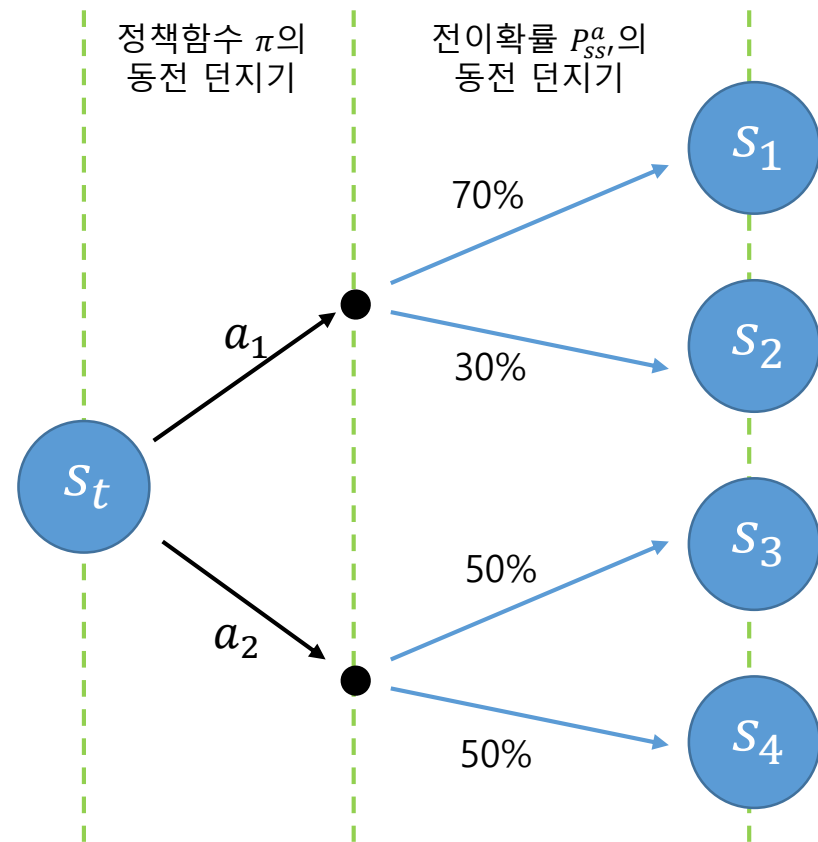 정책함수 π의
동전 던지기
전이확률 P^a_{ss'}의
동전 던지기
s_1
70%
a_1
30%
s_2
s_t
s_3
50%
a_2
50%
s_4